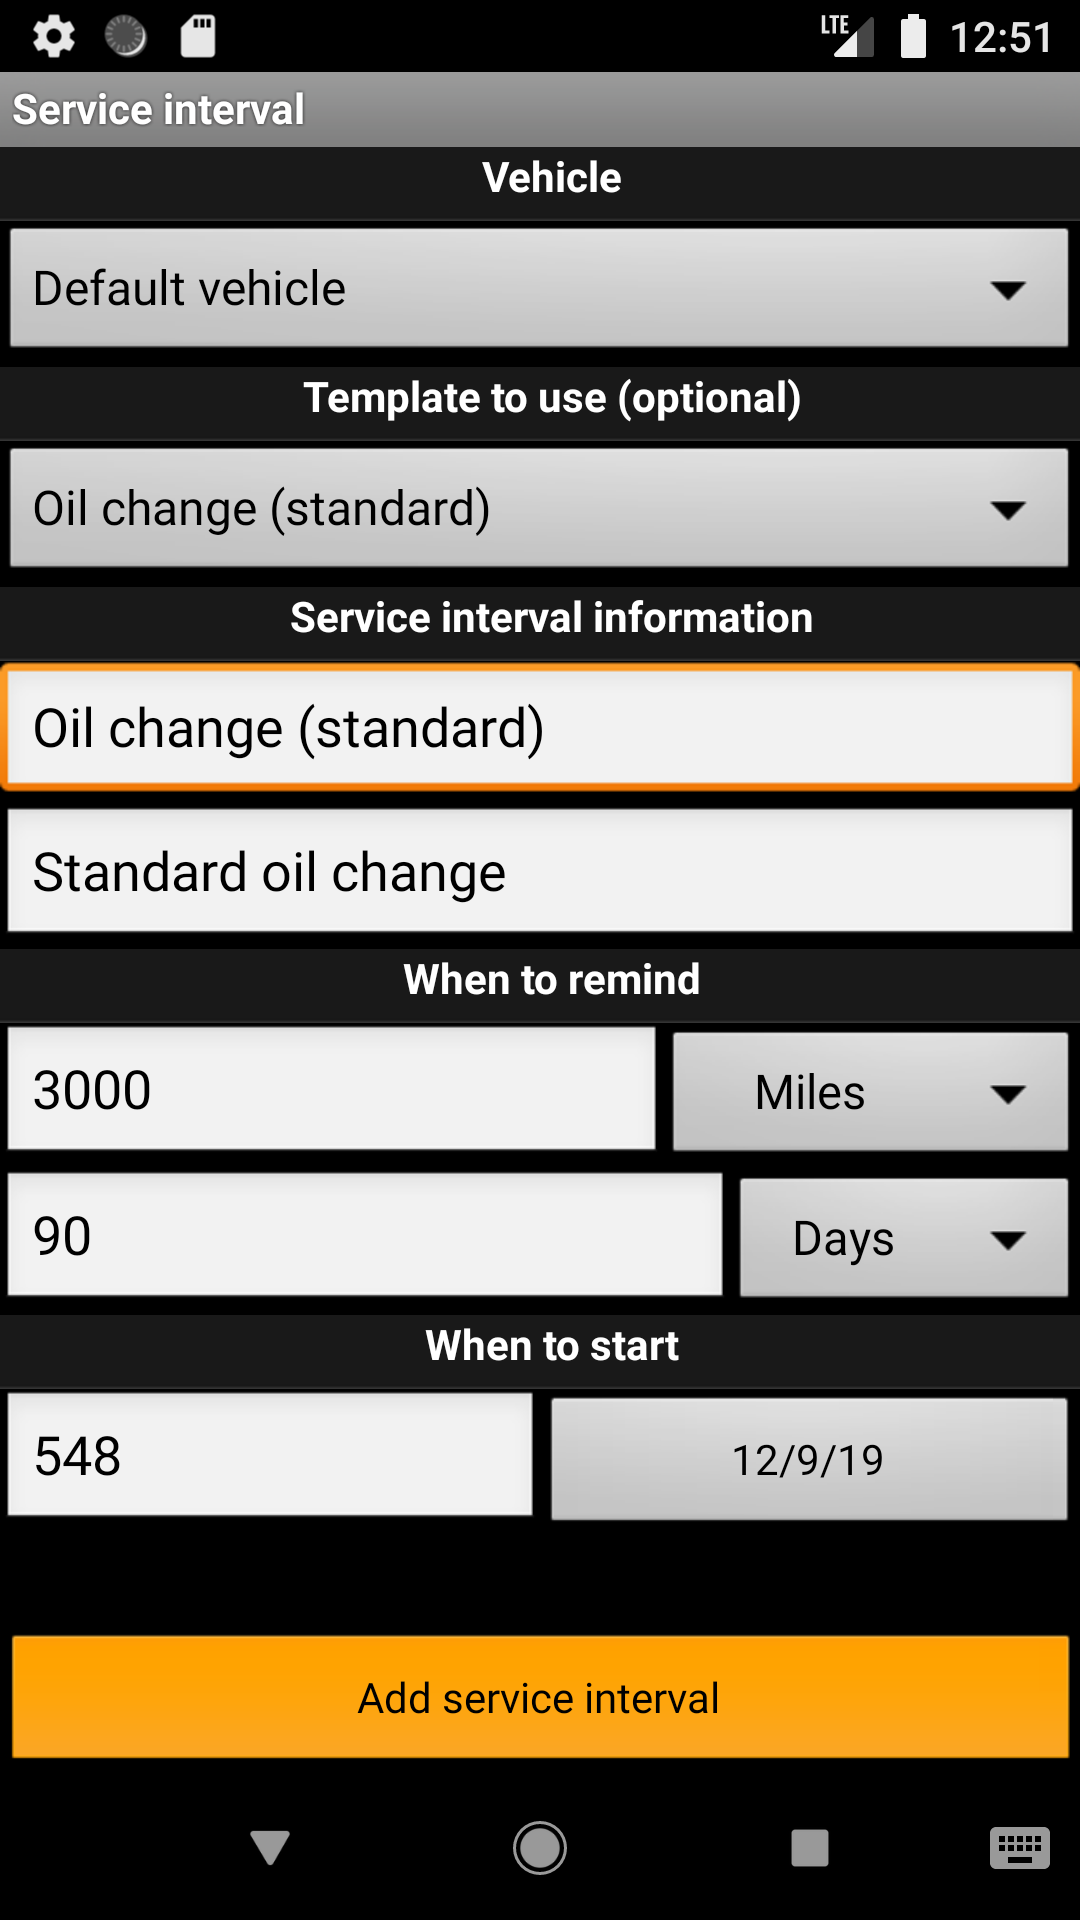 LTE 12:51
Service interval
Vehicle
Default vehicle
Template to use (optional)
Oil change (standard)
Service interval information
Oil change (standard)
Standard oil change
When to remind
3000 Miles
90 Days
When to start
548 12/9/19
Add service interval